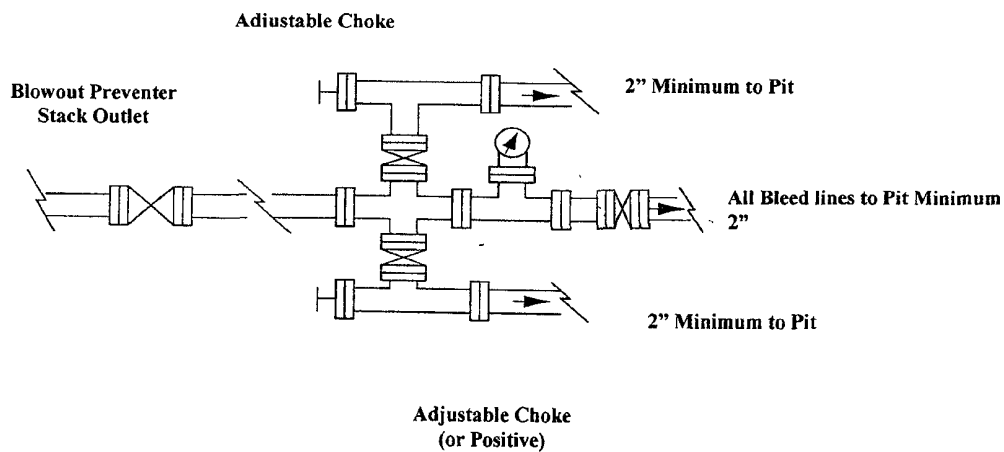 Adiustable Choke
Blowout Preventer
Stack Outlet
2” Minimum to Pit
All Bleed lines to Pit Minimum
2”
2” Minimum to Pit
Adjustable Choke
(or Positive)